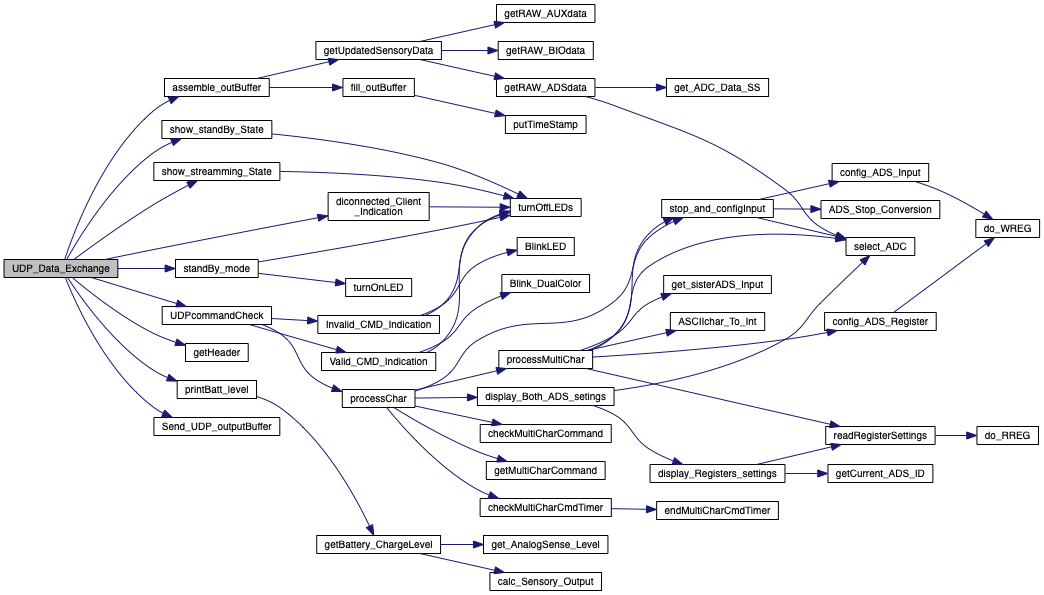 getRAW_AUXdata
getUpdatedSensoryData
getRAW_BIOdata
assemble_outBuffer
fill_outBuffer
getRAW_ADSdata
get_ADC_Data_SS
putTimeStamp
show_standBy_State
show_streamming_State
diconnected_Client
_Indication
turnOffLEDs
stop_and_configInput
config_ADS_Input
ADS_Stop_Conversion
do_WREG
select_ADC
BlinkLED
UDP_Data_Exchange
standBy_mode
turnOnLED
Blink_DualColor
get_sisterADS_Input
UDPcommandCheck
Invalid_CMD_Indication
ASCIIchar_To_Int
config_ADS_Register
getHeader
Valid_CMD_Indication
processMultiChar
printBatt_level
processChar
display_Both_ADS_setings
Send_UDP_outputBuffer
checkMultiCharCommand
readRegisterSettings
do_RREG
getMultiCharCommand
display_Registers_settings
getCurrent_ADS_ID
checkMultiCharCmdTimer
endMultiCharCmdTimer
getBattery_ChargeLevel
get_AnalogSense_Level
calc_Sensory_Output